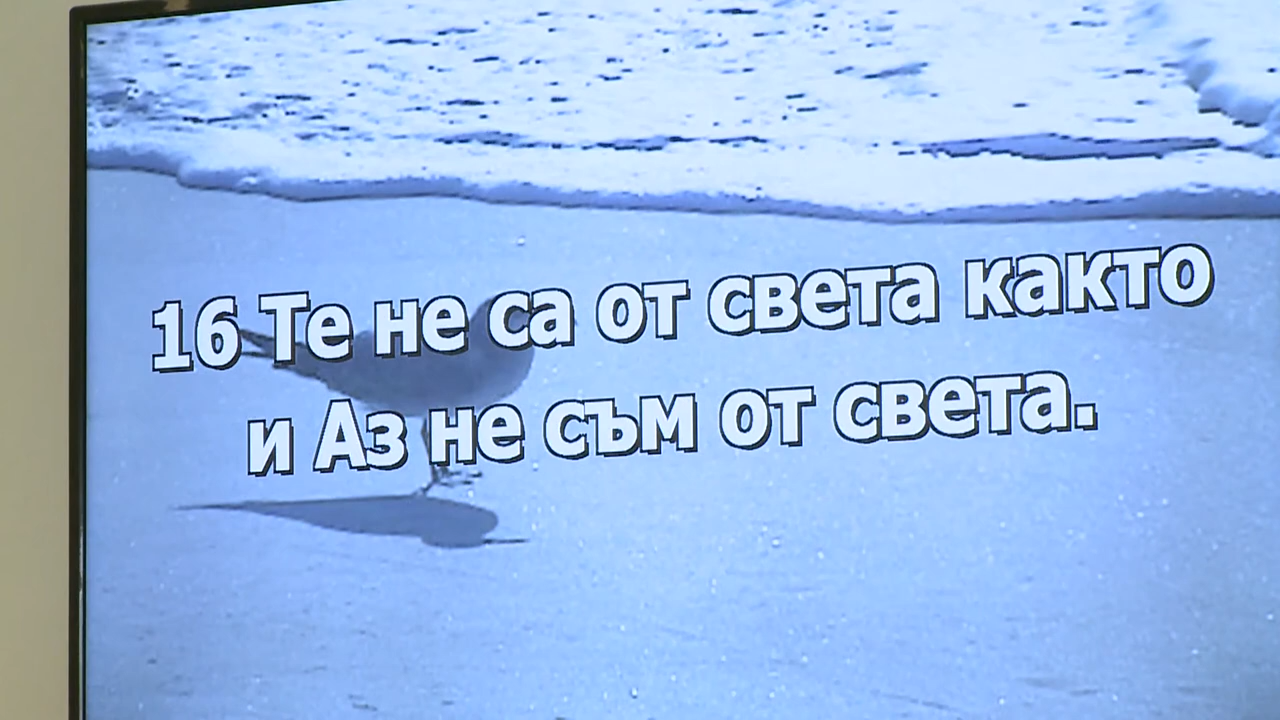 16 Те не са от света както
и Аз не съм от света.